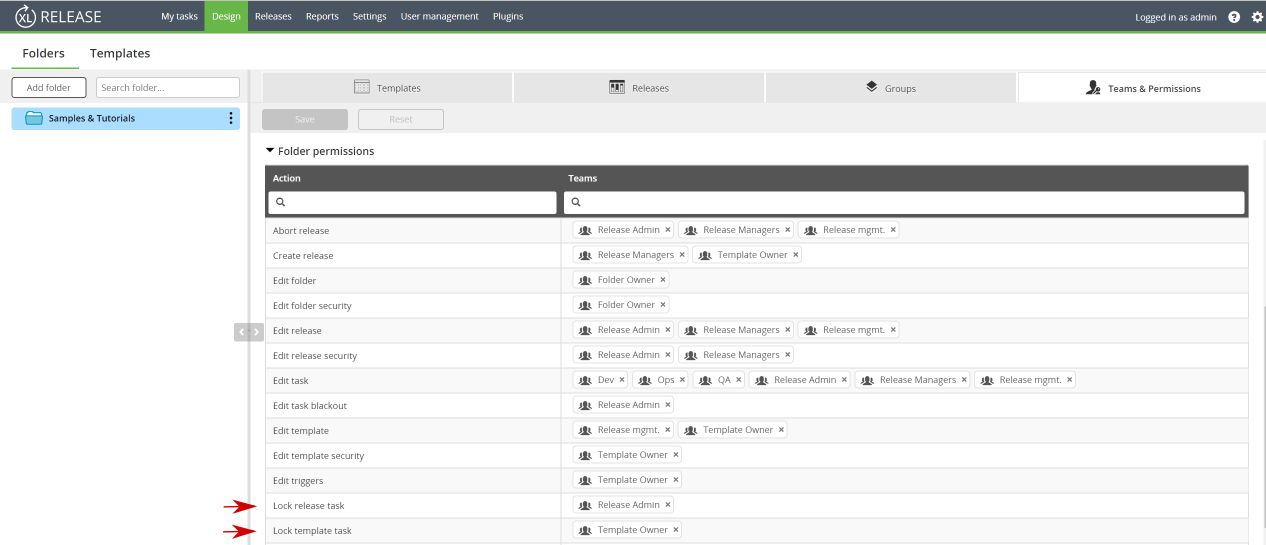 XL RELEASE My tasks Design Releases Reports Settings User management Plugins Logged in as admin ?
Folders Templates
Add folder Search folder... Templates Releases Groups Teams & Permissions
Samples & Tutorials Save Reset
Folder permissions
Action Teams
Abort release Release Admin × Release Managers × Release mgmt. ×
Create release Release Managers × Template Owner ×
Edit folder Folder Owner ×
Edit folder security Folder Owner ×
Edit release Release Admin × Release Managers × Release mgmt. ×
Edit release security Release Admin × Release Managers ×
Edit task Dev × Ops × QA × Release Admin × Release Managers × Release mgmt. ×
Edit task blackout Release Admin ×
Edit template Release mgmt. × Template Owner ×
Edit template security Template Owner ×
Edit triggers Template Owner ×
Lock release task Release Admin ×
Lock template task Template Owner ×